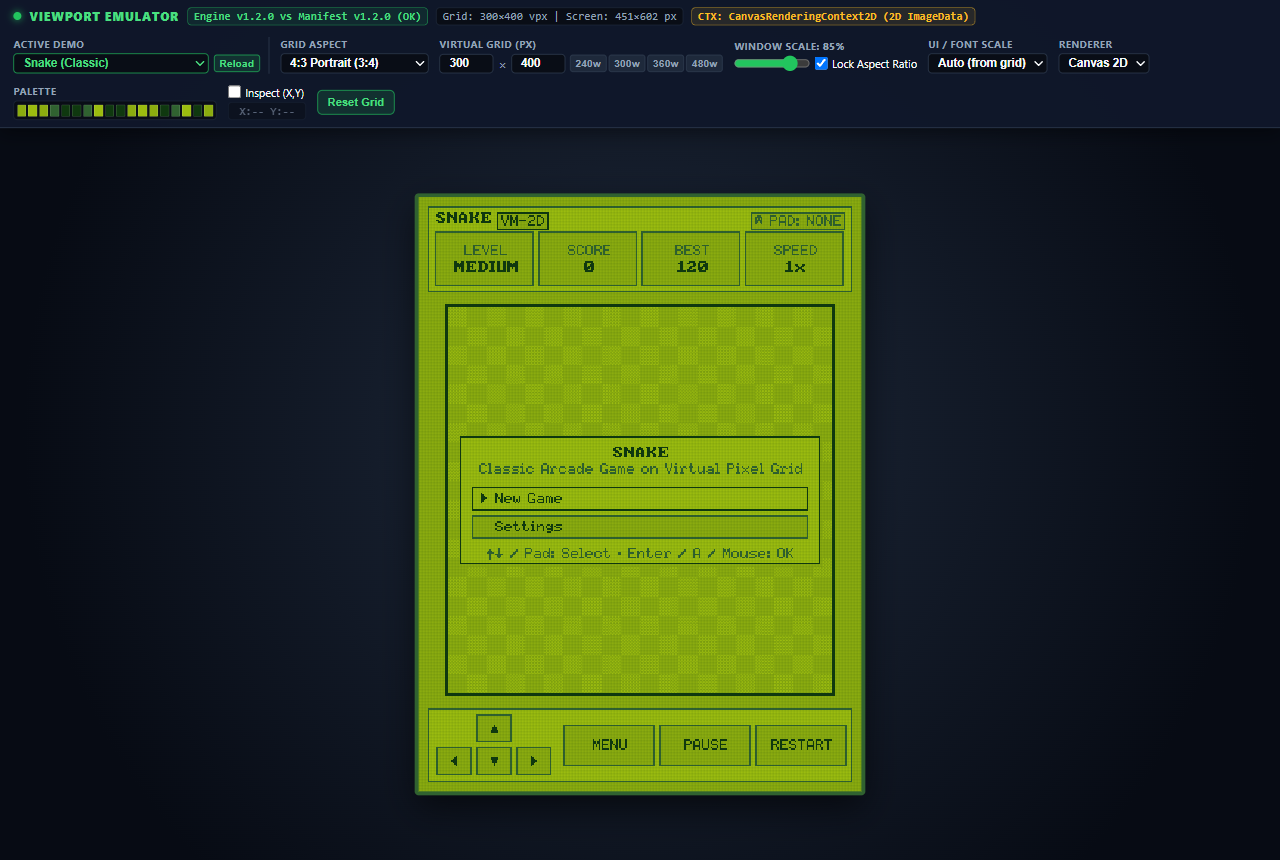 VIEWPORT EMULATOR
Engine v1.2.0 vs Manifest v1.2.0 (OK)
Grid: 300×400 vpx | Screen: 451×602 px
CTX: CanvasRenderingContext2D (2D ImageData)
ACTIVE DEMO
Snake (Classic)
Reload
GRID ASPECT
4:3 Portrait (3:4)
VIRTUAL GRID (PX)
300 × 400
240w 300w 360w 480w
WINDOW SCALE: 85%
Lock Aspect Ratio
UI / FONT SCALE
Auto (from grid)
RENDERER
Canvas 2D
PALETTE
Inspect (X,Y)
X:-- Y:--
Reset Grid
SNAKE VM-2D
PAD: NONE
LEVEL
MEDIUM
SCORE
0
BEST
120
SPEED
1x
SNAKE
Classic Arcade Game on Virtual Pixel Grid
▶ New Game
Settings
↑↓ / Pad: Select • Enter / A / Mouse: OK
▲
◀ ▼ ▶
MENU
PAUSE
RESTART